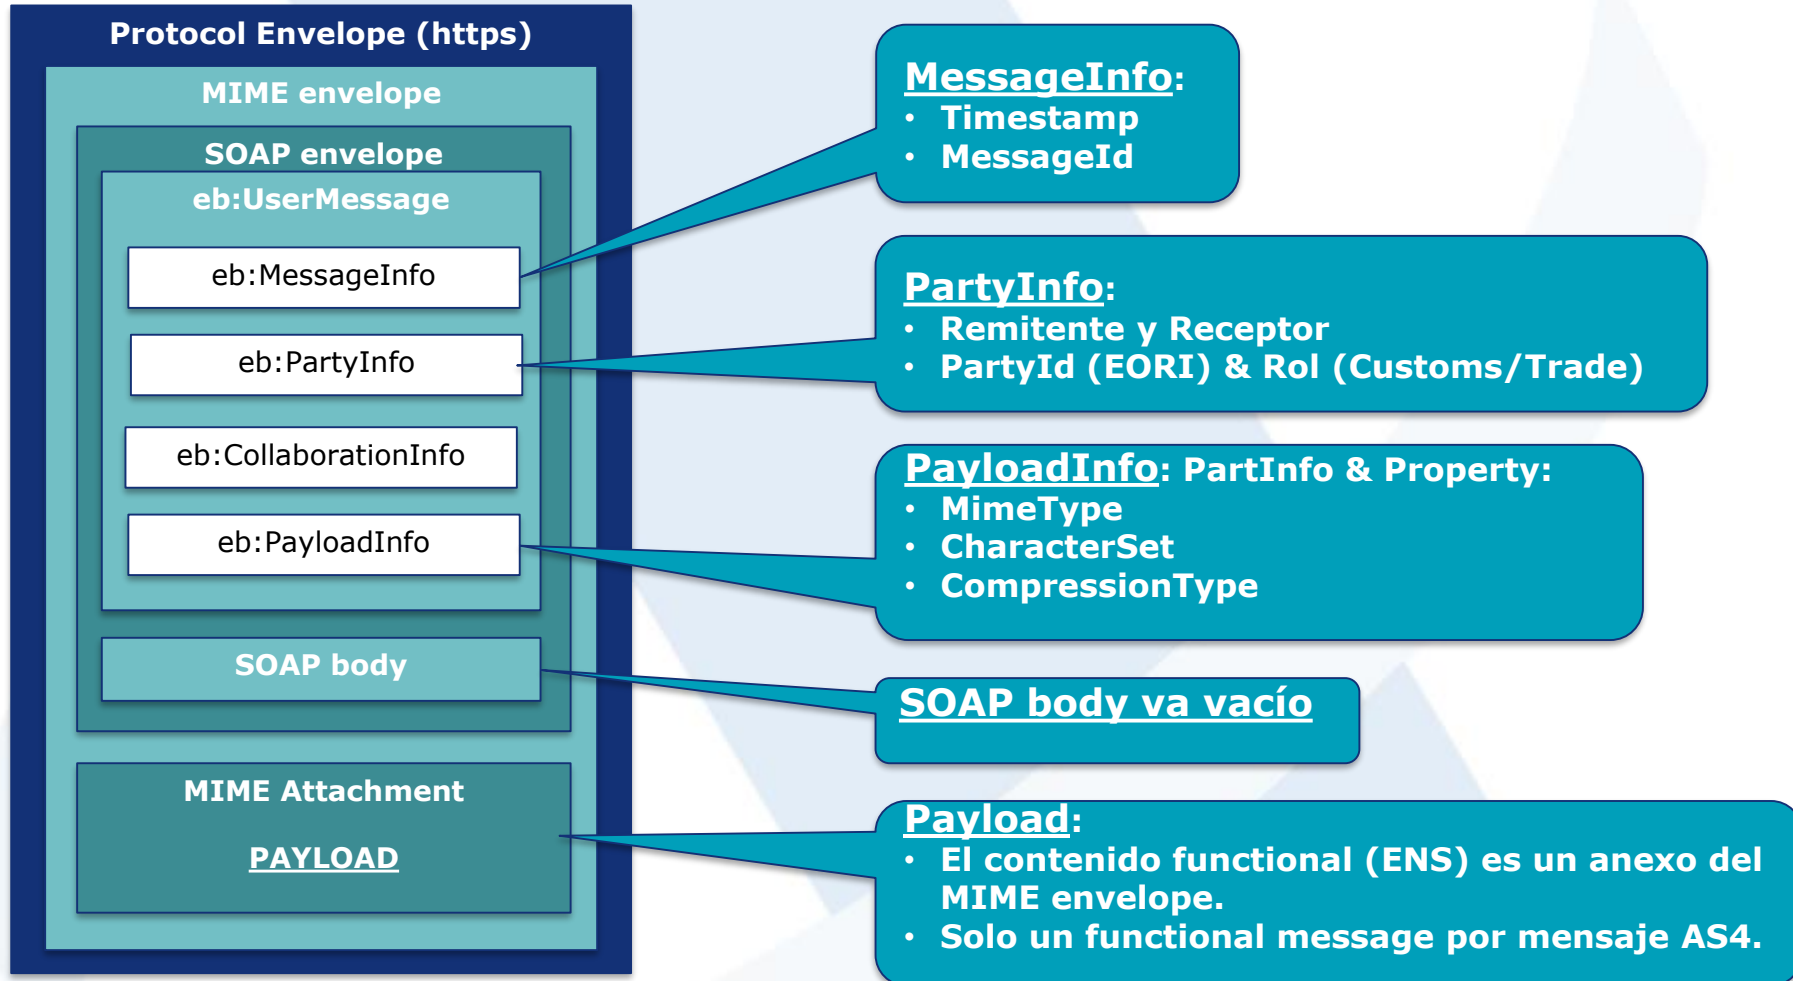 Protocol Envelope (https)
MIME envelope
SOAP envelope
eb:UserMessage
eb:MessageInfo
eb:PartyInfo
eb:CollaborationInfo
eb:PayloadInfo
SOAP body
MIME Attachment
PAYLOAD
MessageInfo:
• Timestamp
• MessageId
PartyInfo:
• Remitente y Receptor
• PartyId (EORI) & Rol (Customs/Trade)
PayloadInfo: PartInfo & Property:
• MimeType
• CharacterSet
• CompressionType
SOAP body va vacío
Payload:
• El contenido functional (ENS) es un anexo del
MIME envelope.
• Solo un functional message por mensaje AS4.